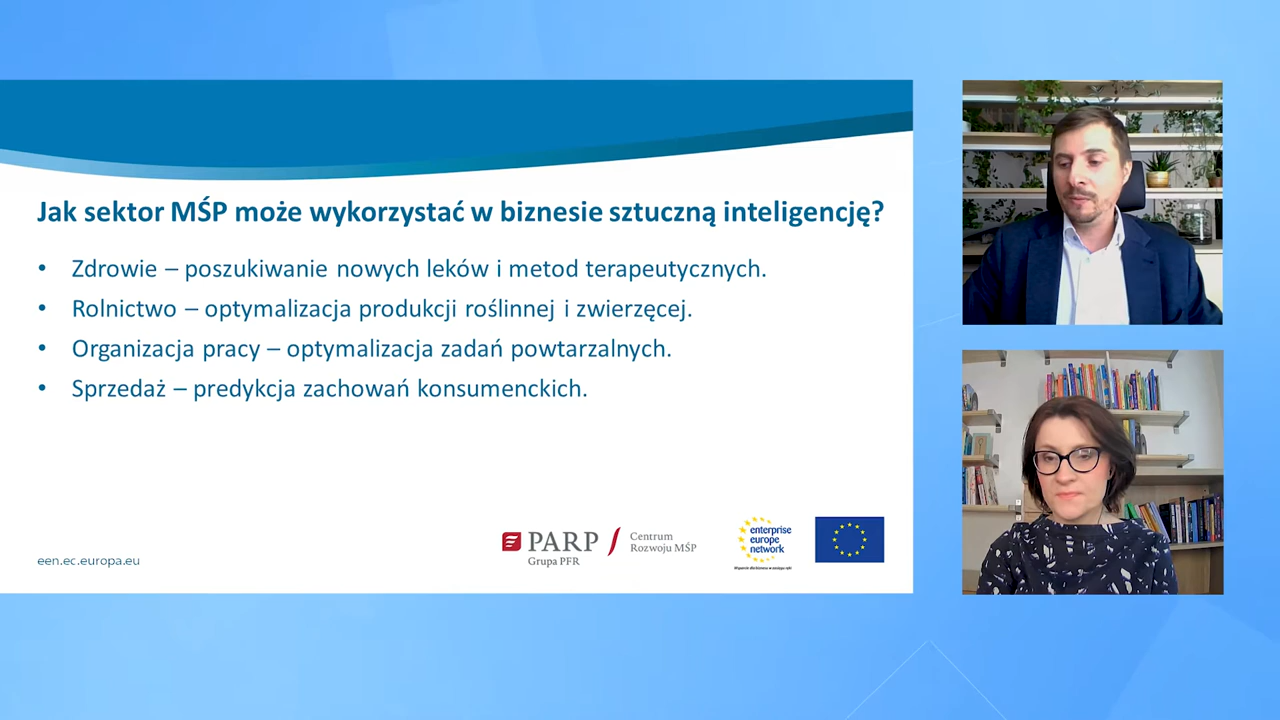 Jak sektor MŚP może wykorzystać w biznesie sztuczną inteligencję?
• Zdrowie – poszukiwanie nowych leków i metod terapeutycznych.
• Rolnictwo – optymalizacja produkcji roślinnej i zwierzęcej.
• Organizacja pracy – optymalizacja zadań powtarzalnych.
• Sprzedaż – predykcja zachowań konsumenckich.
een.ec.europa.eu
PARP
Grupa PFR
Centrum
Rozwoju MŚP
enterprise
europe
network